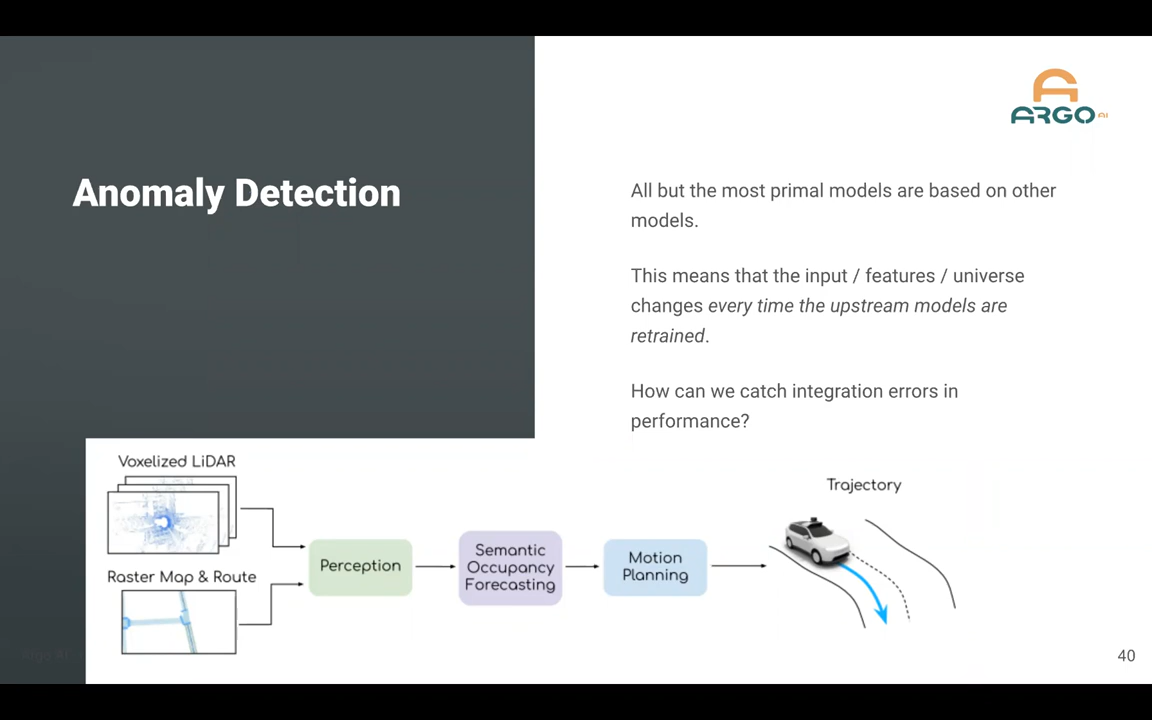 ARGO AI
Anomaly Detection
All but the most primal models are based on other
models.
This means that the input / features / universe
changes every time the upstream models are
retrained.
How can we catch integration errors in
performance?
Voxelized LiDAR
Raster Map & Route
Perception
Semantic
Occupancy
Forecasting
Motion
Planning
Trajectory
Argo AI
40